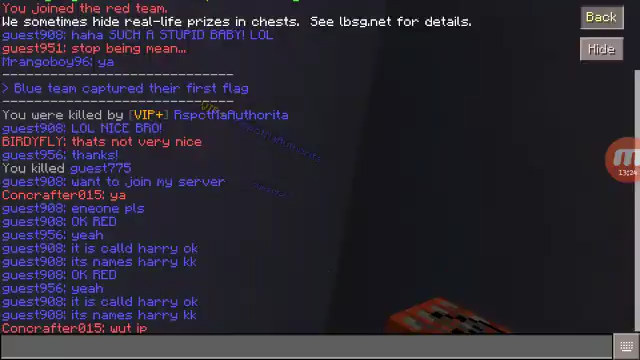 You joined the red team.
Back
We sometimes hide real-life prizes in chests. See lbsg.net for details.
guest908: haha SUCH A STUPID BABY! LOL
Hide
guest951: stop being mean...
Mrangoboy96: ya
--------------------------
> Blue team captured their first flag
--------------------------
You were killed by [VIP+] RspctMaAuthorita
guest908: LOL NICE BRO!
BIRDYFLY: thats not very nice
guest956: thanks!
You killed guest775
13:24
guest908: want to join my server
Concrafter015: ya
guest908: eneone pls
guest908: OK RED
guest956: yeah
guest908: it is calld harry ok
guest908: its names harry kk
guest908: OK RED
guest956: yeah
guest908: it is calld harry ok
guest908: its names harry kk
Concrafter015: wut ip